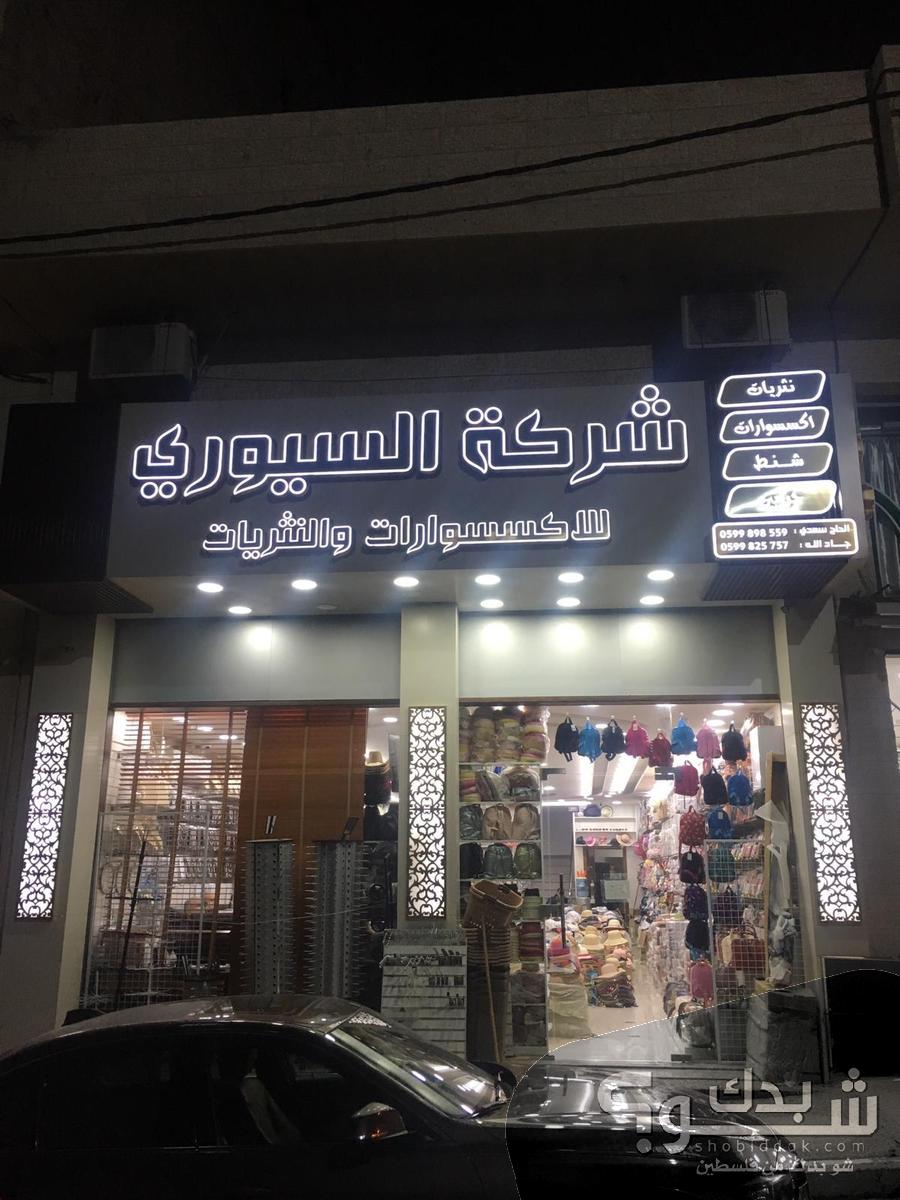 شركة السيوري
للاكسسوارات والنثريات
نثريات
اكسسوارات
شنط
الحاج سعدي : 0599 898 559
جاد الله : 0599 825 757
شو بدك
www.shobiddak.com
شو بدك من فلسطين